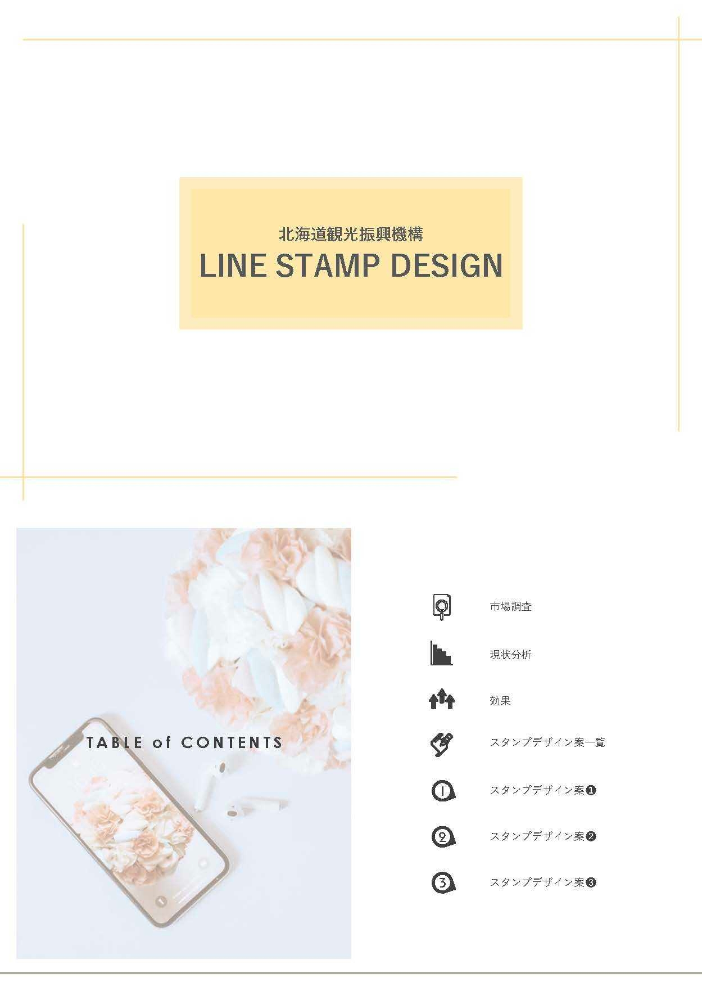 北海道観光振興機構
LINE STAMP DESIGN
TABLE of CONTENTS
市場調査
現状分析
効果
スタンプデザイン案一覧
1
スタンプデザイン案❶
2
スタンプデザイン案❷
3
スタンプデザイン案❸